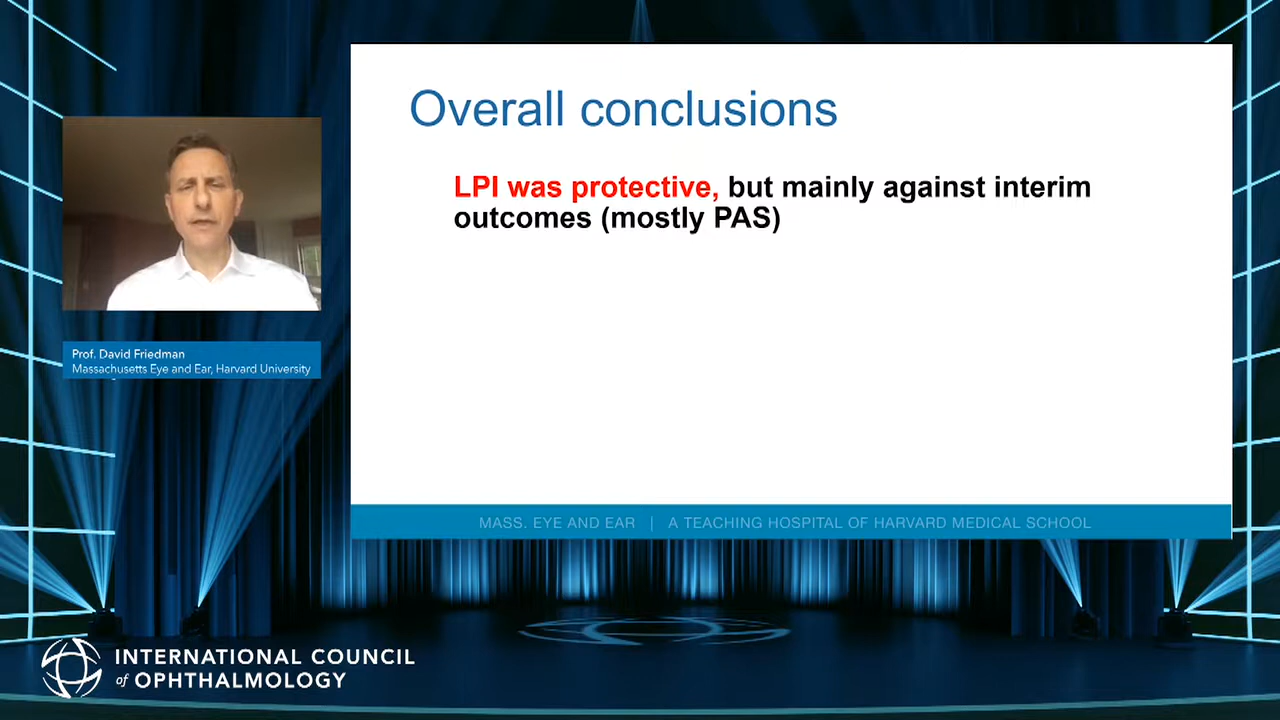 Overall conclusions
LPI was protective, but mainly against interim
outcomes (mostly PAS)
Prof. David Friedman
Massachusetts Eye and Ear, Harvard University
MASS. EYE AND EAR | A TEACHING HOSPITAL OF HARVARD MEDICAL SCHOOL
INTERNATIONAL COUNCIL
of OPHTHALMOLOGY